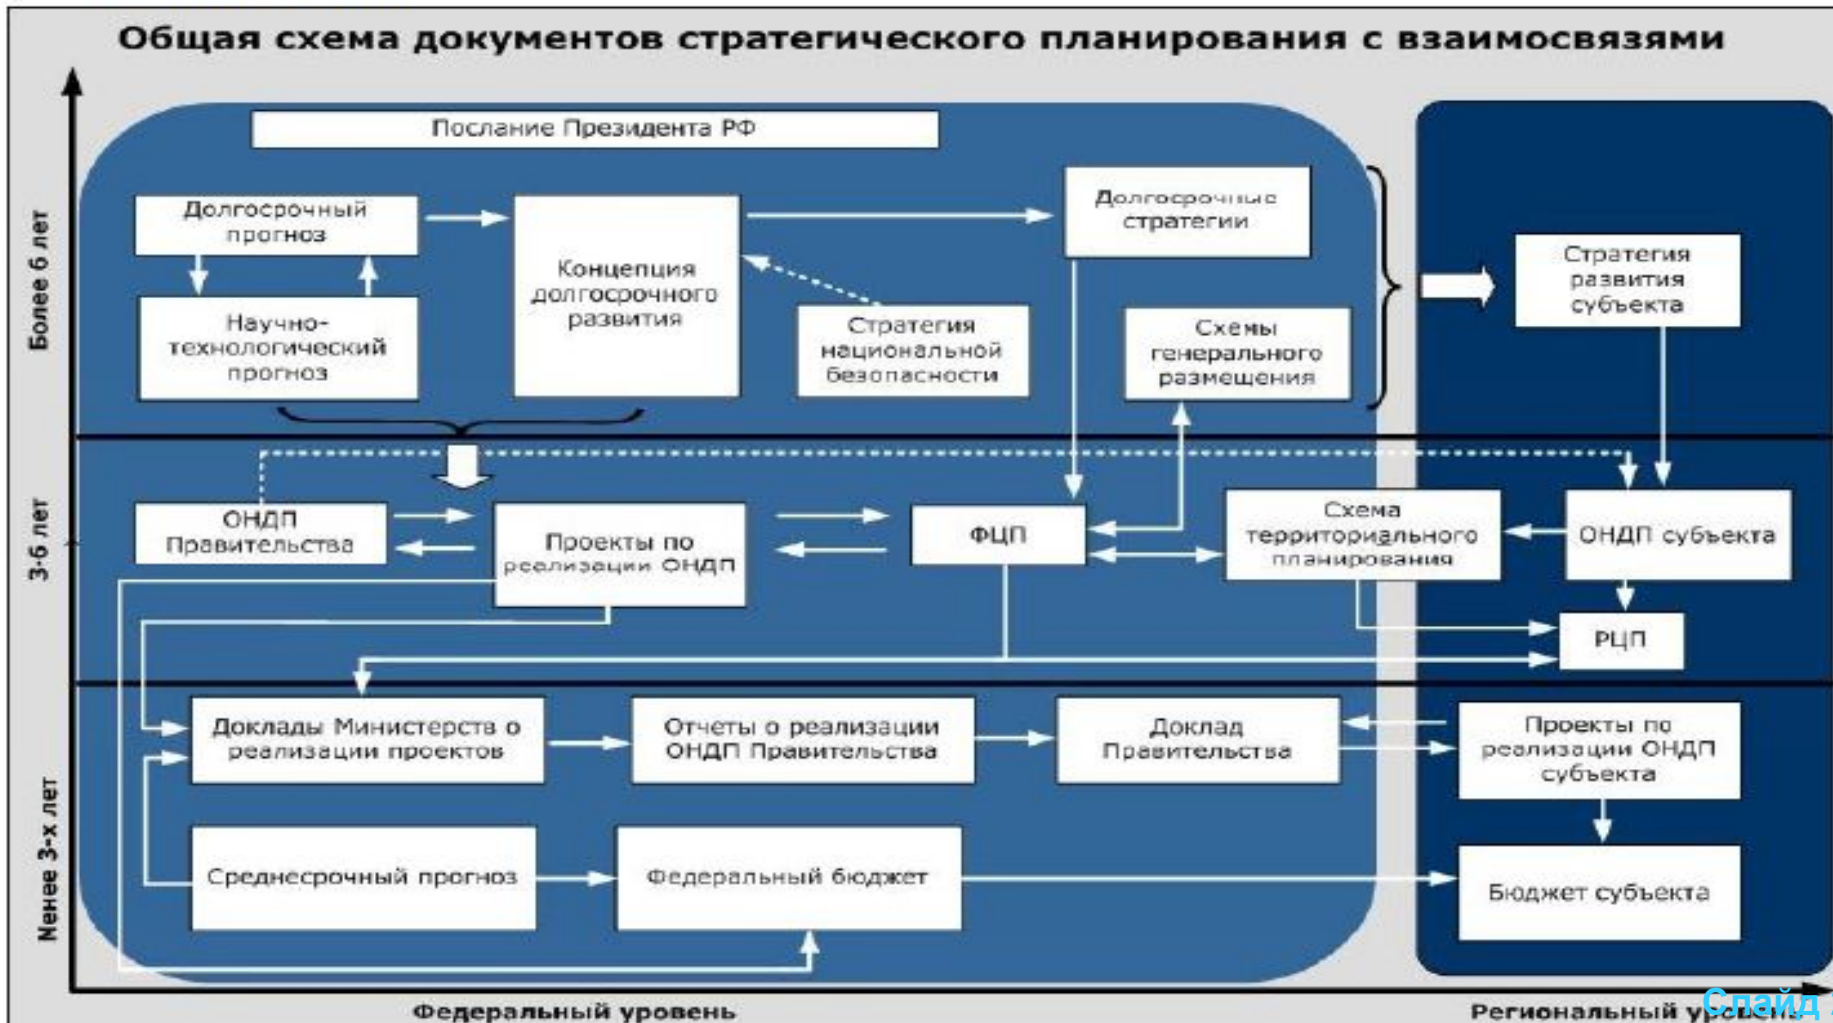 Общая схема документов стратегического планирования с взаимосвязями
Более 6 лет
Послание Президента РФ
Долгосрочный
прогноз
Научно-
технологический
прогноз
Концепция
долгосрочного
развития
Стратегия
национальной
безопасности
Долгосрочные
стратегии
Схемы
генерального
размещения
Стратегия
развития
субъекта
3-6 лет
ОНДП
Правительства
Проекты по
реализации ОНДП
ФЦП
Схема
территориального
планирования
ОНДП субъекта
РЦП
Менее 3-х лет
Доклады Министерств о
реализации проектов
Отчеты о реализации
ОНДП Правительства
Доклад
Правительства
Проекты по
реализации ОНДП
субъекта
Среднесрочный прогноз
Федеральный бюджет
Бюджет субъекта
Федеральный уровень
Региональный уровень
Слайд